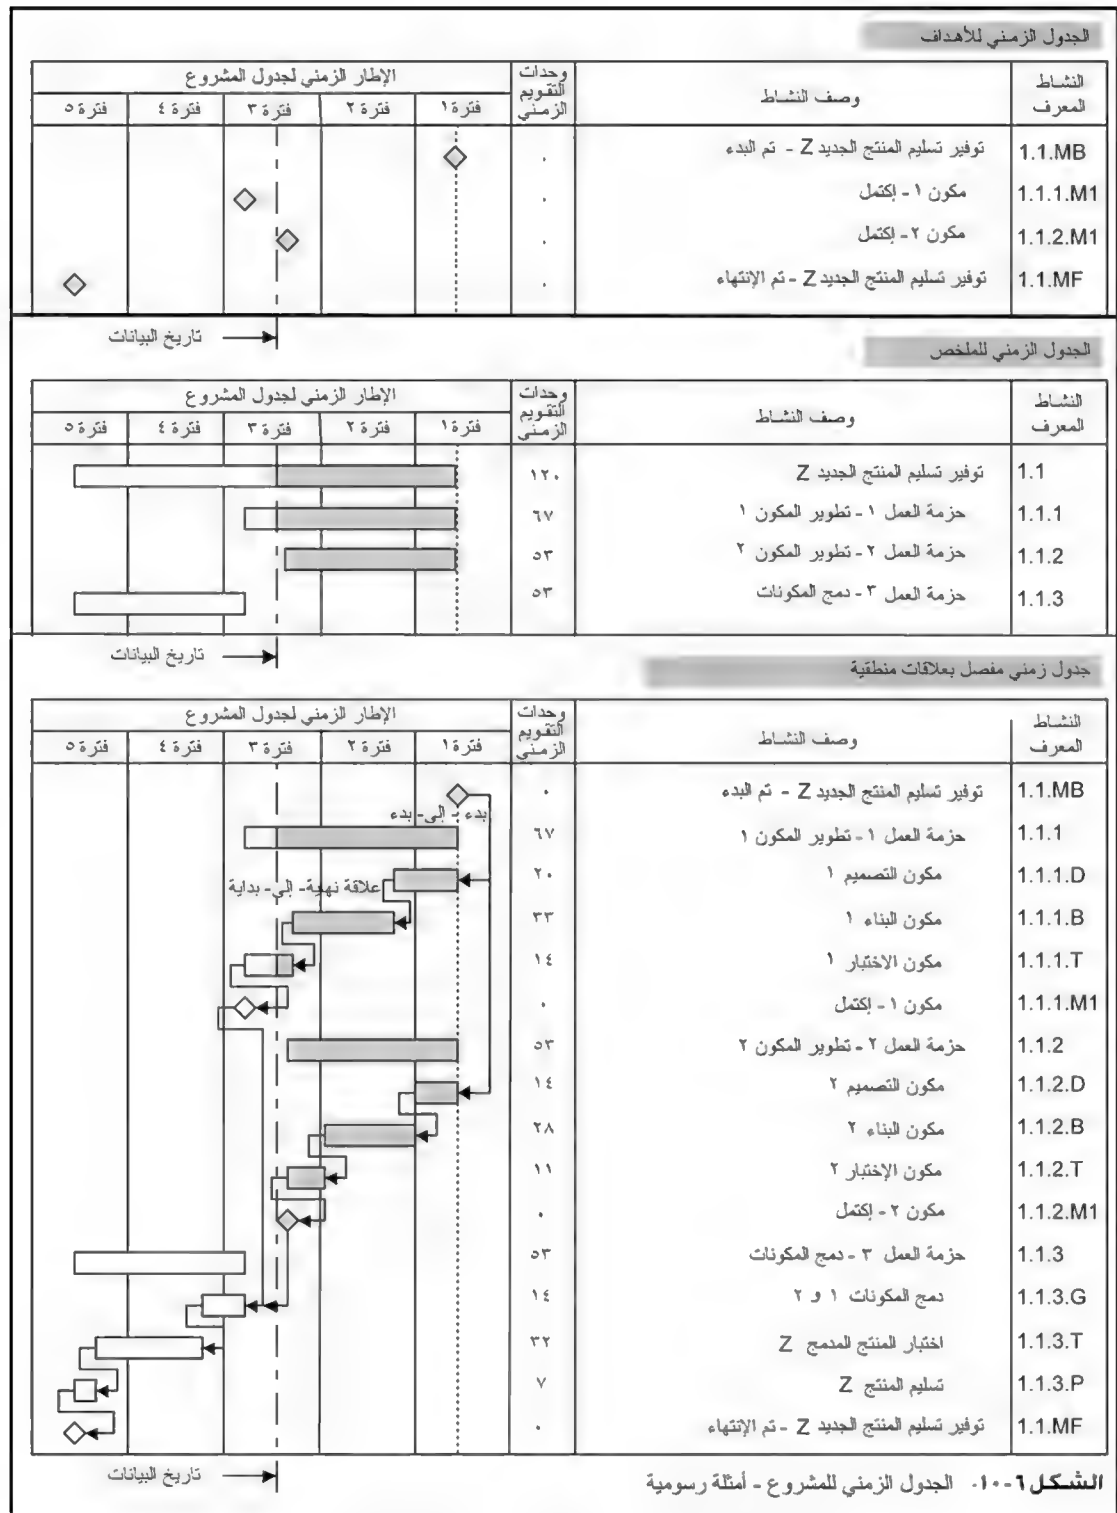 الجدول الزمني للأهداف
النشاط المعرف
وصف النشاط
وحدات التقويم الزمني
الإطار الزمني لجدول المشروع
فترة ١ فترة ٢ فترة ٣ فترة ٤ فترة ٥
1.1.MB توفير تسليم المنتج الجديد Z - تم البدء ٠
1.1.1.M1 مكون ١ - إكتمل ٠
1.1.2.M1 مكون ٢ - إكتمل ٠
1.1.MF توفير تسليم المنتج الجديد Z - تم الإنتهاء ٠
تاريخ البيانات
الجدول الزمني للملخص
النشاط المعرف
وصف النشاط
وحدات التقويم الزمني
الإطار الزمني لجدول المشروع
فترة ١ فترة ٢ فترة ٣ فترة ٤ فترة ٥
1.1 توفير تسليم المنتج الجديد Z ١٢٠
1.1.1 حزمة العمل ١ - تطوير المكون ١ ٦٧
1.1.2 حزمة العمل ٢ - تطوير المكون ٢ ٥٣
1.1.3 حزمة العمل ٣ - دمج المكونات ٥٣
تاريخ البيانات
جدول زمني مفصل بعلاقات منطقية
النشاط المعرف
وصف النشاط
وحدات التقويم الزمني
الإطار الزمني لجدول المشروع
فترة ١ فترة ٢ فترة ٣ فترة ٤ فترة ٥
1.1.MB توفير تسليم المنتج الجديد Z - تم البدء ٠
بدء - إلى- بدء
1.1.1 حزمة العمل ١ - تطوير المكون ١ ٦٧
1.1.1.D مكون التصميم ١ ٢٠
علاقة نهية- إلى- بداية
1.1.1.B مكون البناء ١ ٣٣
1.1.1.T مكون الاختبار ١ ١٤
1.1.1.M1 مكون ١ - إكتمل ٠
1.1.2 حزمة العمل ٢ - تطوير المكون ٢ ٥٣
1.1.2.D مكون التصميم ٢ ١٤
1.1.2.B مكون البناء ٢ ٢٨
1.1.2.T مكون الإختبار ٢ ١١
1.1.2.M1 مكون ٢ - إكتمل ٠
1.1.3 حزمة العمل ٣ - دمج المكونات ٥٣
1.1.3.G دمج المكونات ١ و ٢ ١٤
1.1.3.T اختبار المنتج المدمج Z ٣٢
1.1.3.P تسليم المنتج Z ٧
1.1.MF توفير تسليم المنتج الجديد Z - تم الإنتهاء ٠
تاريخ البيانات
الشكل ٦-١٠. الجدول الزمني للمشروع - أمثلة رسومية